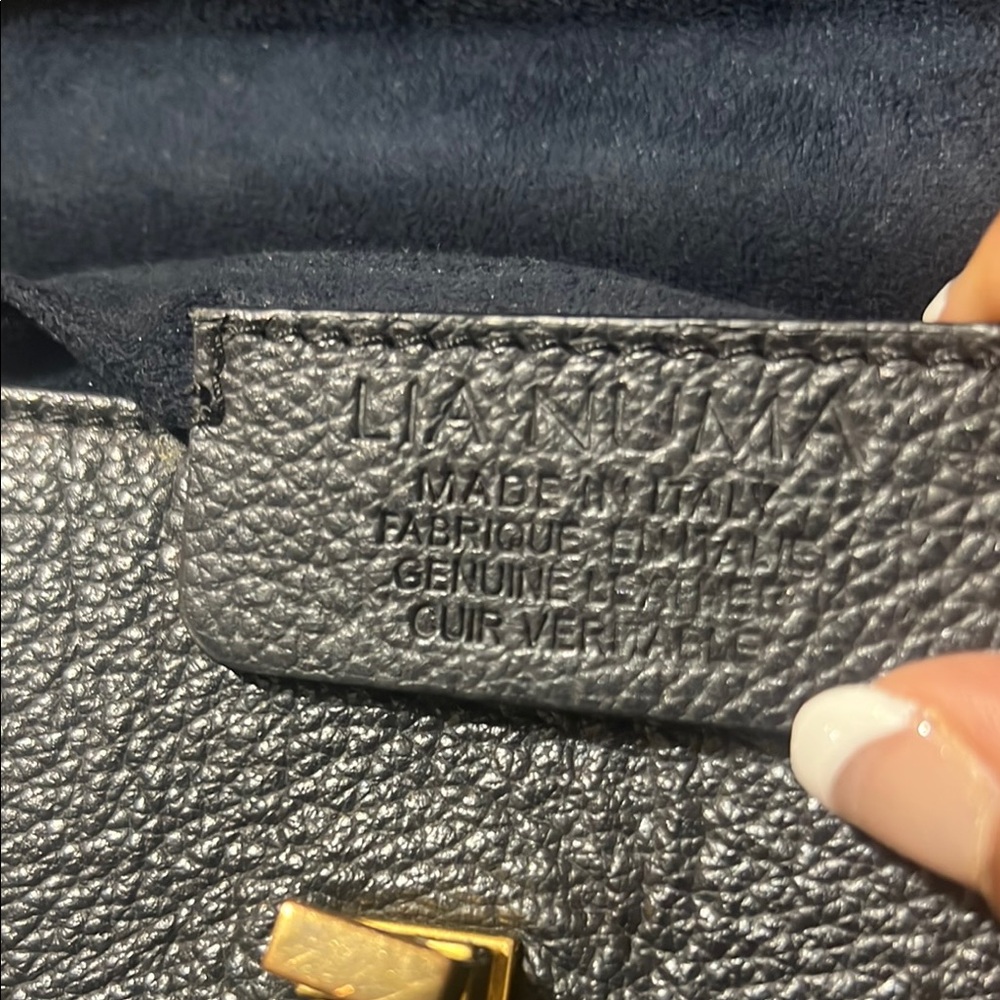 LIA NUMA
MADE IN ITALY
FABRIQUE EN ITALIE
GENUINE LEATHER
CUIR VERITABLE